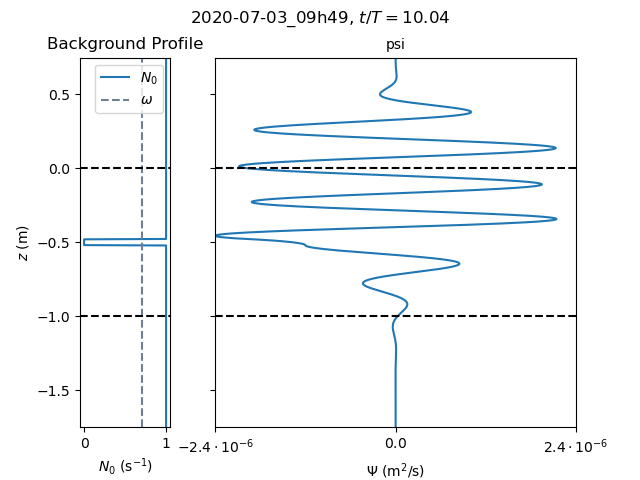 2020-07-03_09h49, t/T = 10.04
Background Profile
psi
N₀
ω
0.5
0.0
−0.5
−1.0
−1.5
z (m)
0
1
N₀ (s⁻¹)
−2.4 · 10⁻⁶
0.0
2.4 · 10⁻⁶
Ψ (m²/s)